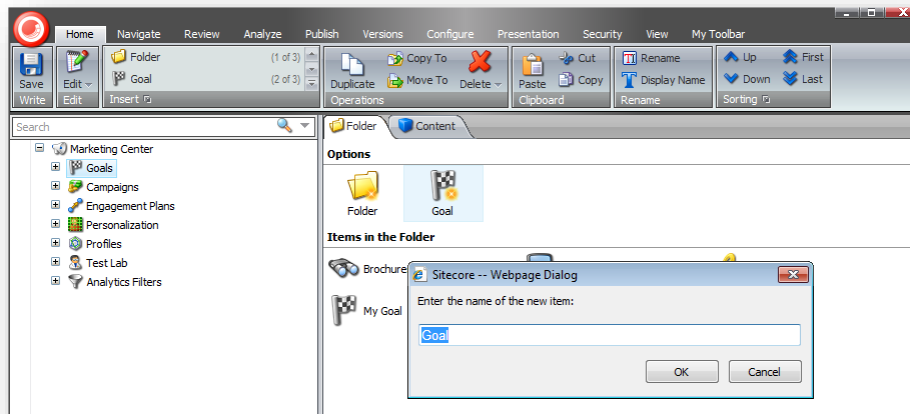 Home Navigate Review Analyze Publish Versions Configure Presentation Security View My Toolbar
Save Edit Folder (1 of 3) Duplicate Copy To Delete Paste Cut Rename Up First
Goal (2 of 3) Move To Copy Display Name Down Last
Write Edit Insert Operations Clipboard Rename Sorting
Search Folder Content
Marketing Center Options
Goals
Campaigns
Engagement Plans Folder Goal
Personalization Items in the Folder
Profiles
Test Lab Brochure
Analytics Filters
My Goal
Sitecore -- Webpage Dialog
Enter the name of the new item:
Goal
OK Cancel